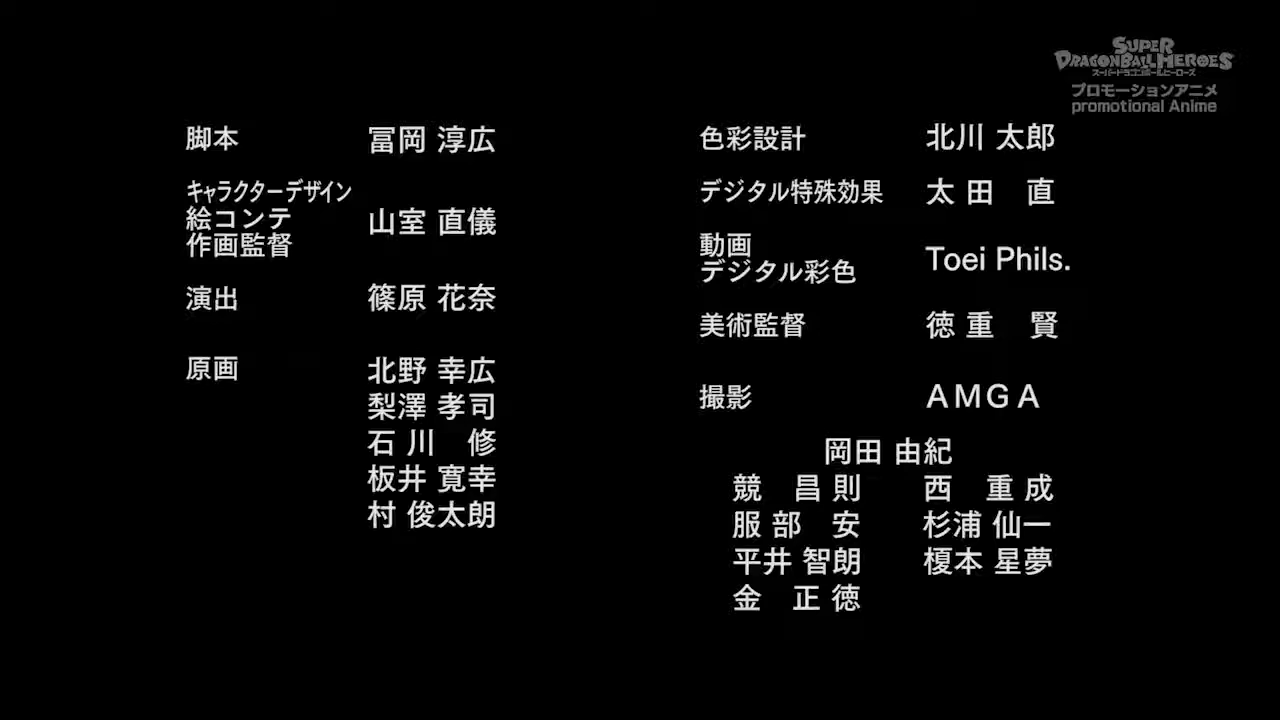 SUPER
DRAGONBALL HEROES
スーパードラゴンボールヒーローズ
プロモーションアニメ
promotional Anime
脚本 冨岡 淳広
キャラクターデザイン
絵コンテ
作画監督
山室 直儀
演出 篠原 花奈
原画 北野 幸広
梨澤 孝司
石川 修
板井 寛幸
村 俊太朗
色彩設計 北川 太郎
デジタル特殊効果 太田 直
動画
デジタル彩色
Toei Phils.
美術監督 徳重 賢
撮影 AMGA
岡田 由紀
競 昌則 西 重成
服部 安 杉浦 仙一
平井 智朗 榎本 星夢
金 正徳